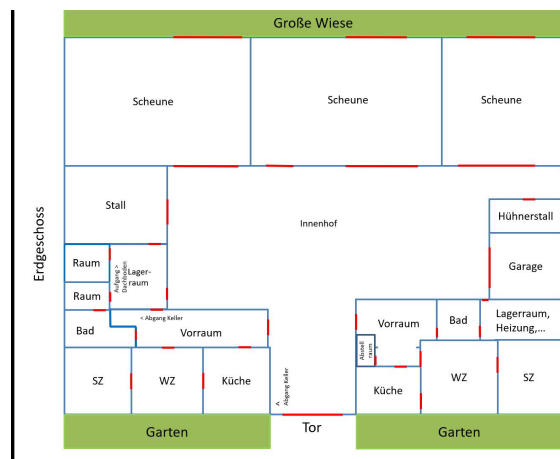 Große Wiese
Scheune
Scheune
Scheune
Erdgeschoss
Stall
Innenhof
Hühnerstall
Raum
Aufgang >
Dachboden
Lager-
raum
Garage
Raum
< Abgang Keller
Bad
Vorraum
Vorraum
Bad
Lagerraum,
Heizung,...
Abstell
raum
SZ
WZ
Küche
> Abgang Keller
Küche
WZ
SZ
Garten
Tor
Garten